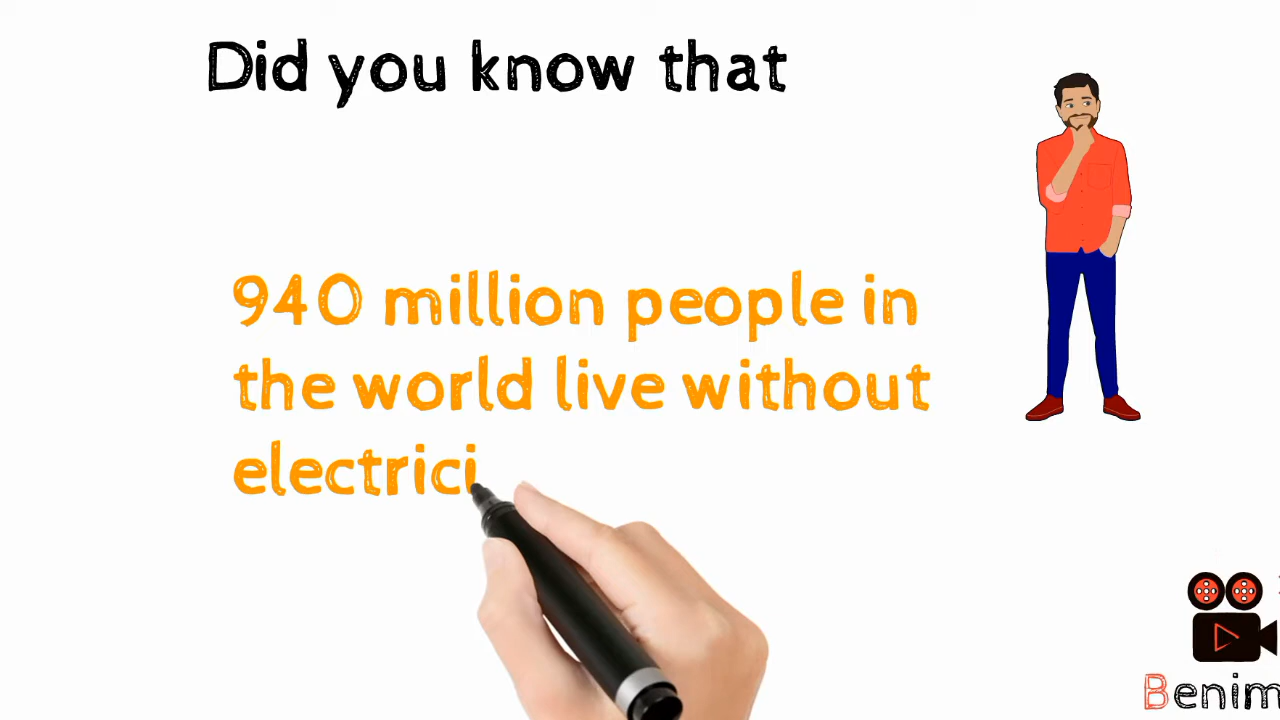 Did you know that
940 million people in
the world live without
electrici
Benim